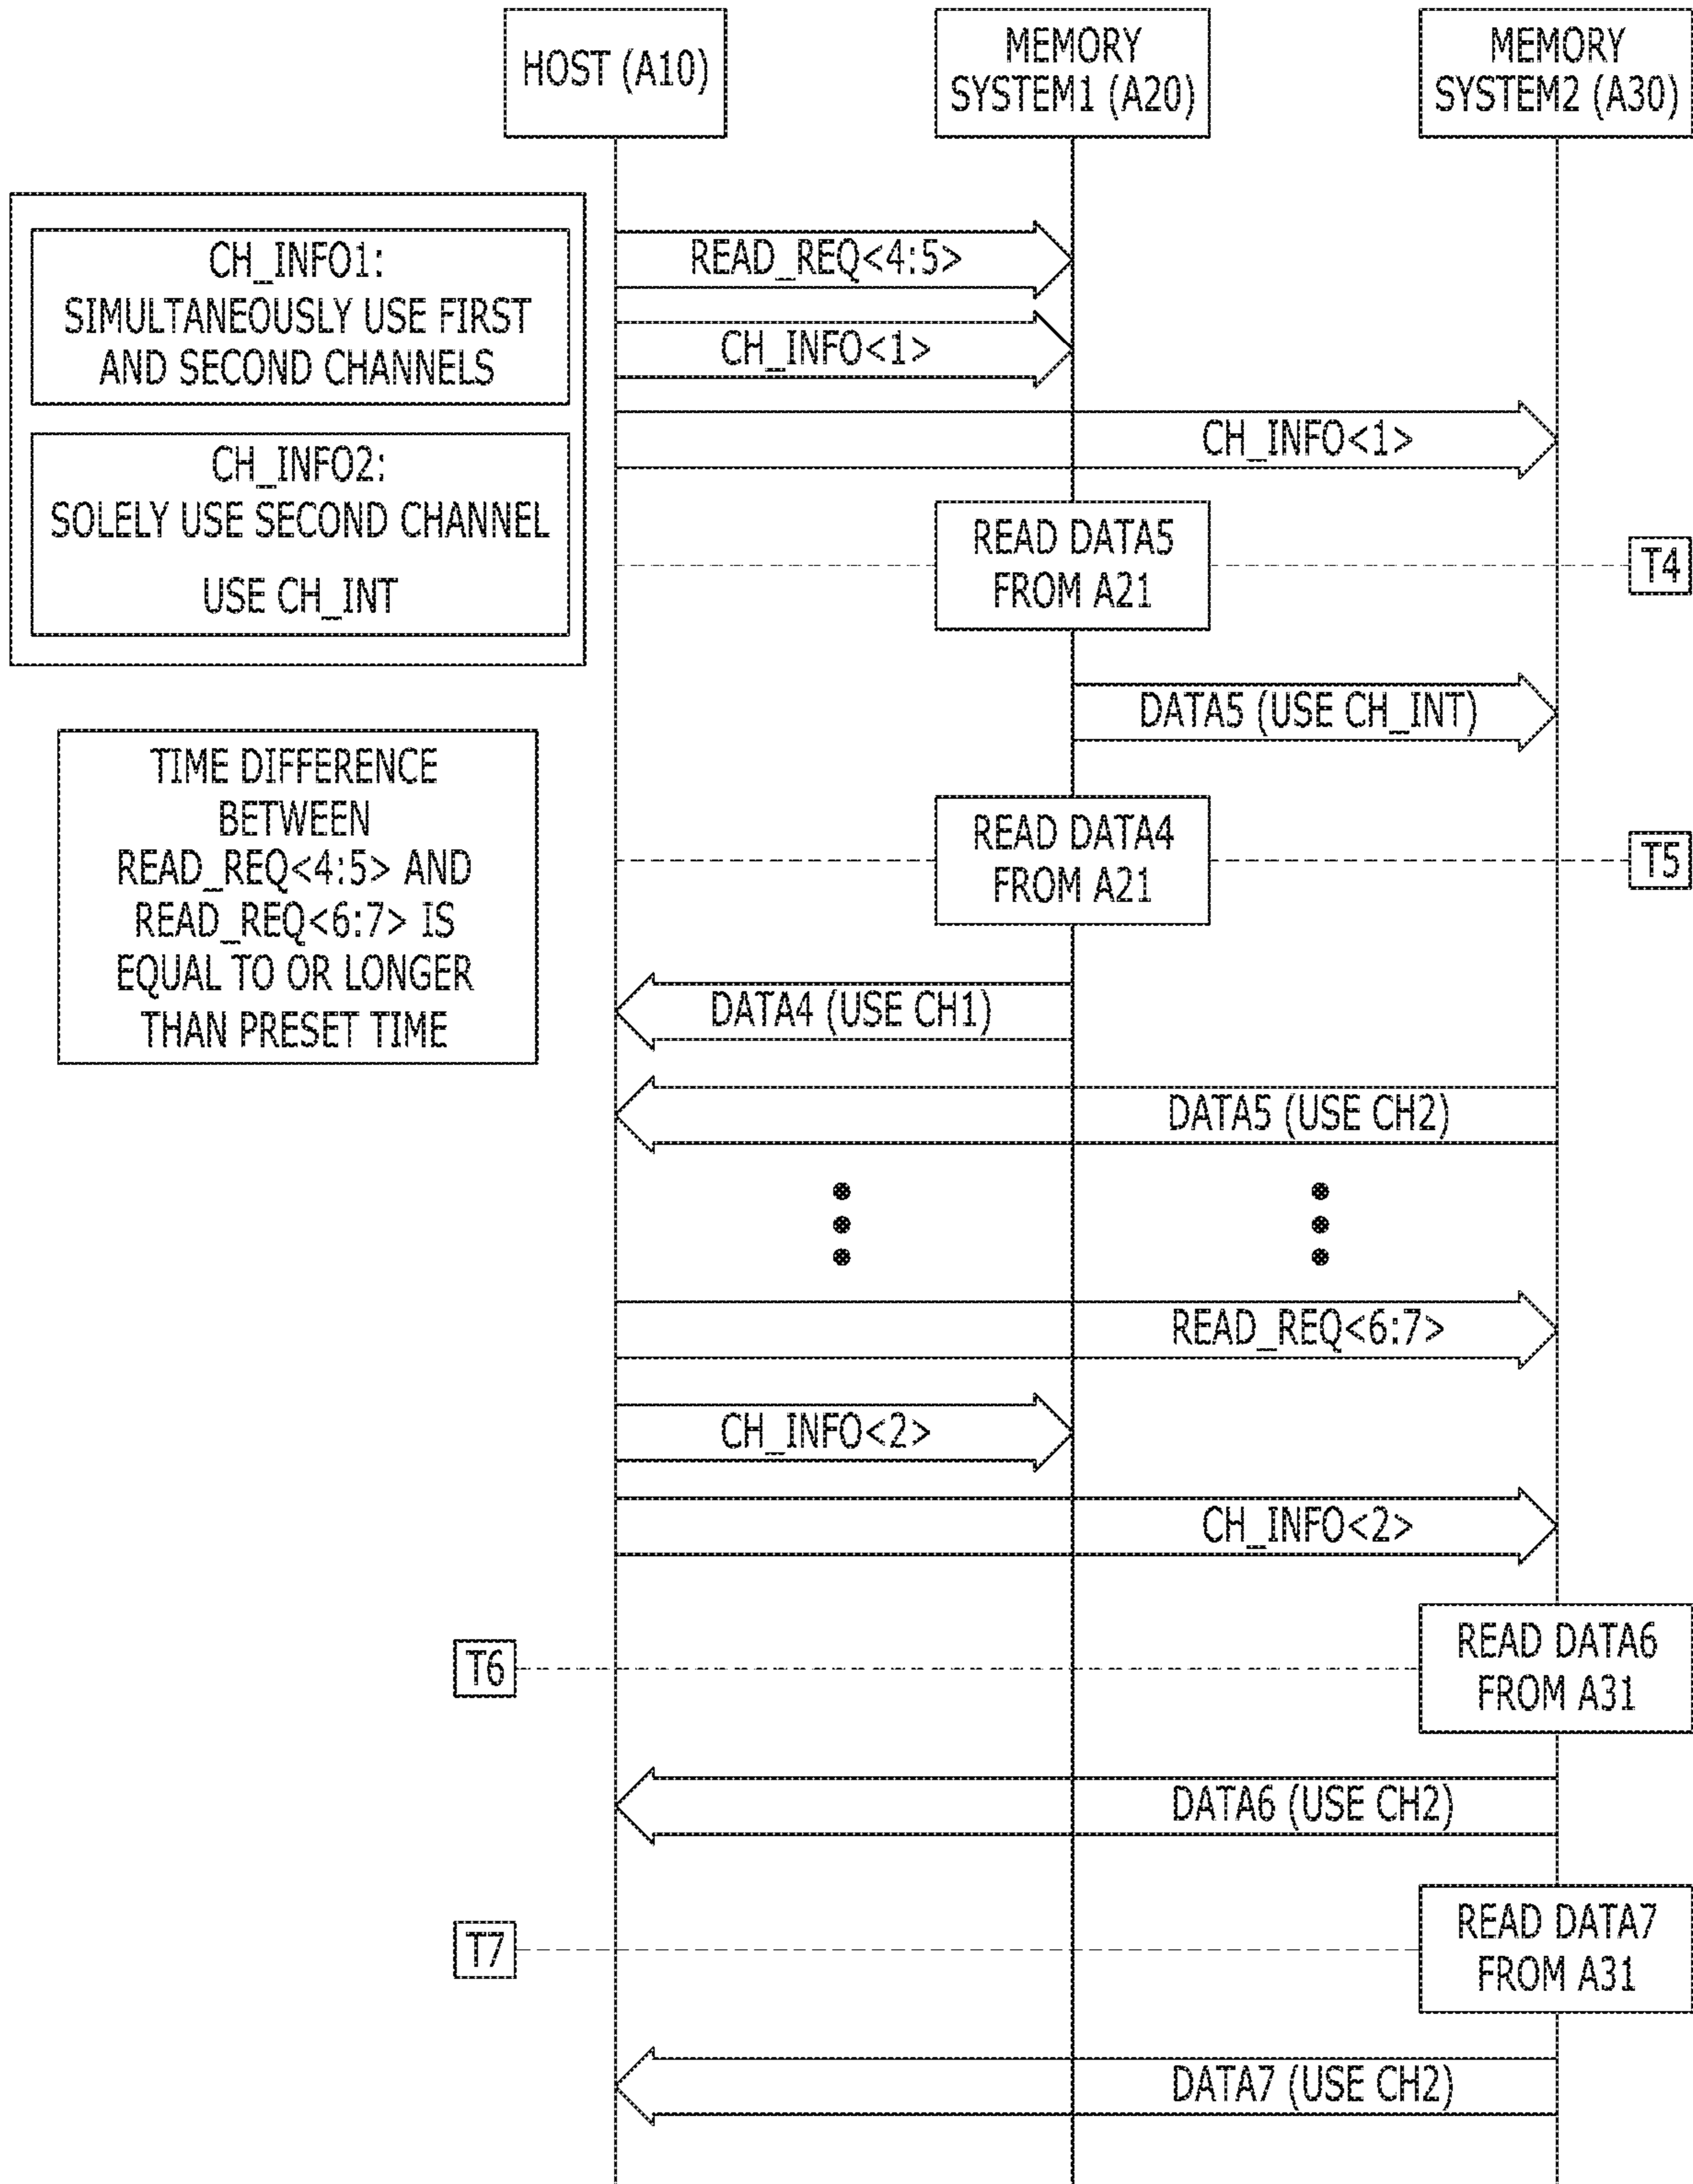 HOST (A10)
MEMORY
SYSTEM1 (A20)
MEMORY
SYSTEM2 (A30)
CH_INFO1:
SIMULTANEOUSLY USE FIRST
AND SECOND CHANNELS
CH_INFO2:
SOLELY USE SECOND CHANNEL
USE CH_INT
READ_REQ<4:5>
CH_INFO<1>
CH_INFO<1>
READ DATA5
FROM A21
T4
DATA5 (USE CH_INT)
TIME DIFFERENCE
BETWEEN
READ_REQ<4:5> AND
READ_REQ<6:7> IS
EQUAL TO OR LONGER
THAN PRESET TIME
READ DATA4
FROM A21
T5
DATA4 (USE CH1)
DATA5 (USE CH2)
READ_REQ<6:7>
CH_INFO<2>
CH_INFO<2>
READ DATA6
FROM A31
T6
DATA6 (USE CH2)
READ DATA7
FROM A31
T7
DATA7 (USE CH2)